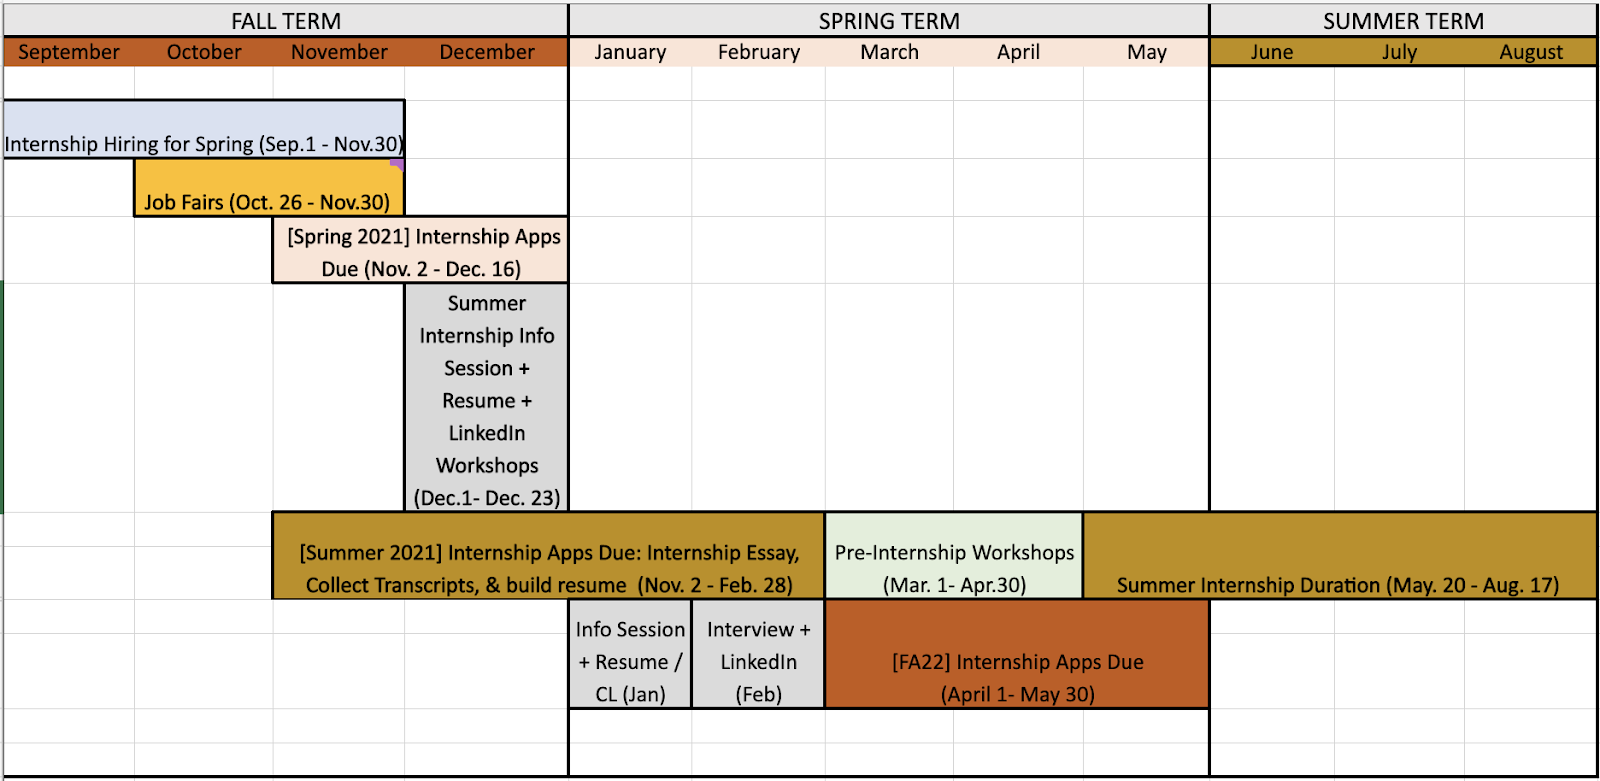 FALL TERM SPRING TERM SUMMER TERM
September October November December January February March April May June July August
Internship Hiring for Spring (Sep.1 - Nov.30)
Job Fairs (Oct. 26 - Nov.30)
[Spring 2021] Internship Apps
Due (Nov. 2 - Dec. 16)
Summer
Internship Info
Session +
Resume +
LinkedIn
Workshops
(Dec.1- Dec. 23)
[Summer 2021] Internship Apps Due: Internship Essay,
Collect Transcripts, & build resume (Nov. 2 - Feb. 28)
Pre-Internship Workshops
(Mar. 1- Apr.30)
Summer Internship Duration (May. 20 - Aug. 17)
Info Session
+ Resume /
CL (Jan)
Interview +
LinkedIn
(Feb)
[FA22] Internship Apps Due
(April 1- May 30)